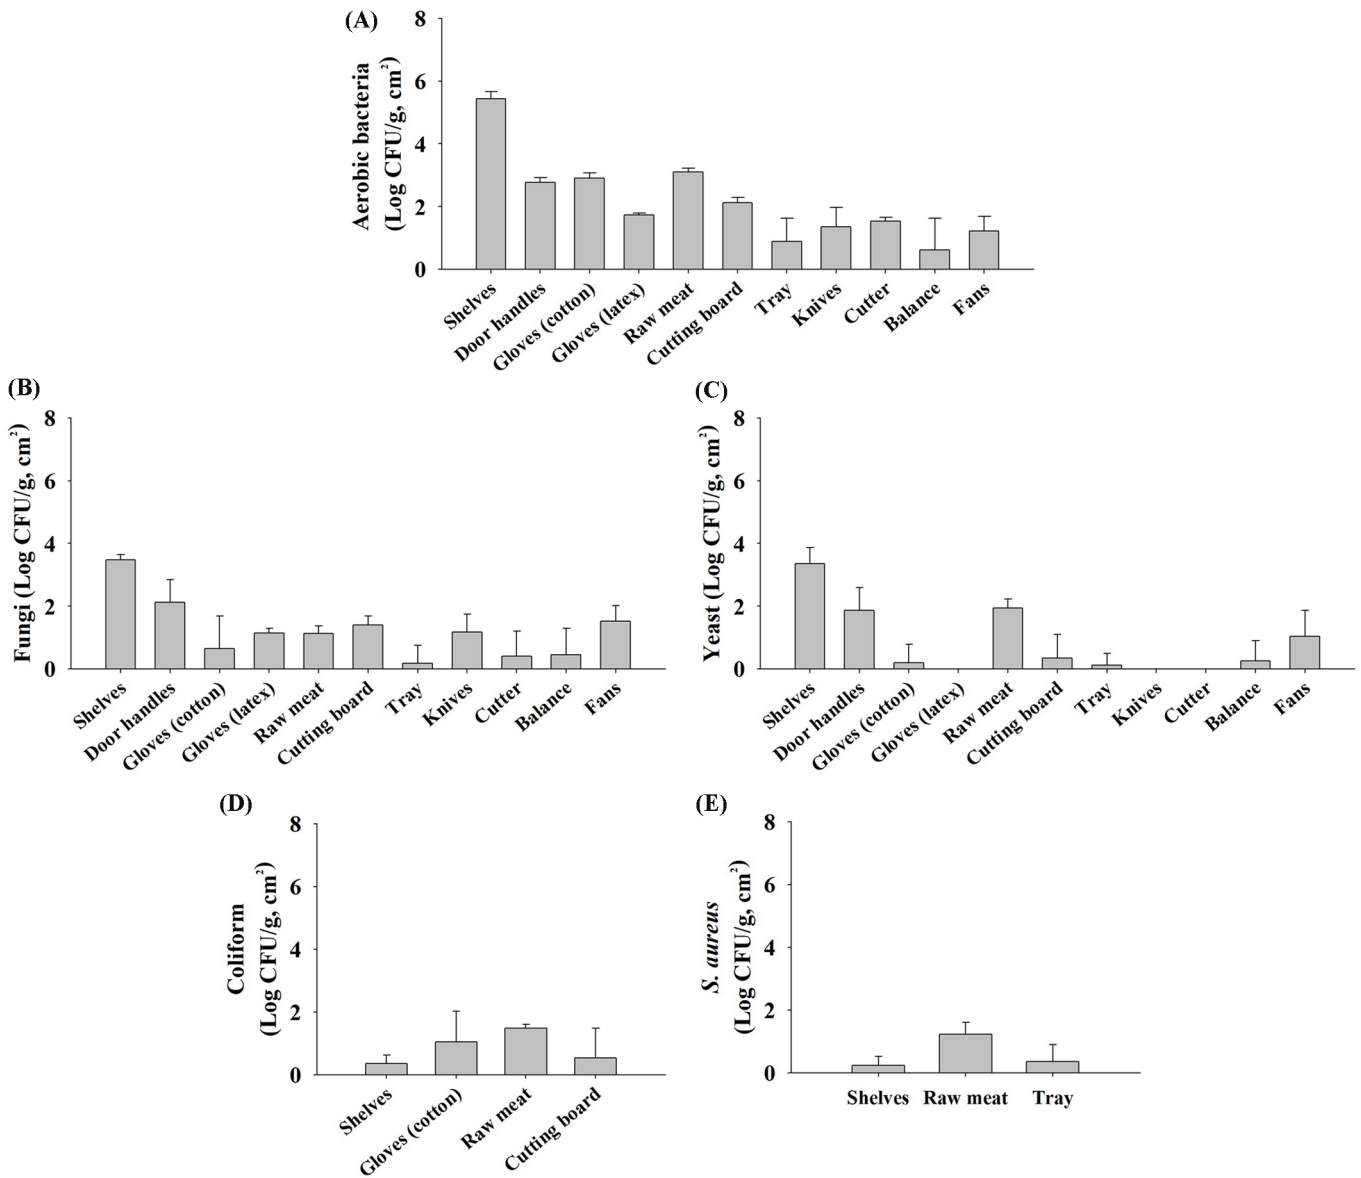 (A)
Aerobic bacteria
(Log CFU/g, cm²)
8
6
4
2
0
Shelves
Door handles
Gloves (cotton)
Gloves (latex)
Raw meat
Cutting board
Tray
Knives
Cutter
Balance
Fans
(B)
Fungi (Log CFU/g, cm²)
8
6
4
2
0
Shelves
Door handles
Gloves (cotton)
Gloves (latex)
Raw meat
Cutting board
Tray
Knives
Cutter
Balance
Fans
(C)
Yeast (Log CFU/g, cm²)
8
6
4
2
0
Shelves
Door handles
Gloves (cotton)
Gloves (latex)
Raw meat
Cutting board
Tray
Knives
Cutter
Balance
Fans
(D)
Coliform
(Log CFU/g, cm²)
8
6
4
2
0
Shelves
Gloves (cotton)
Raw meat
Cutting board
(E)
S. aureus
(Log CFU/g, cm²)
8
6
4
2
0
Shelves
Raw meat
Tray